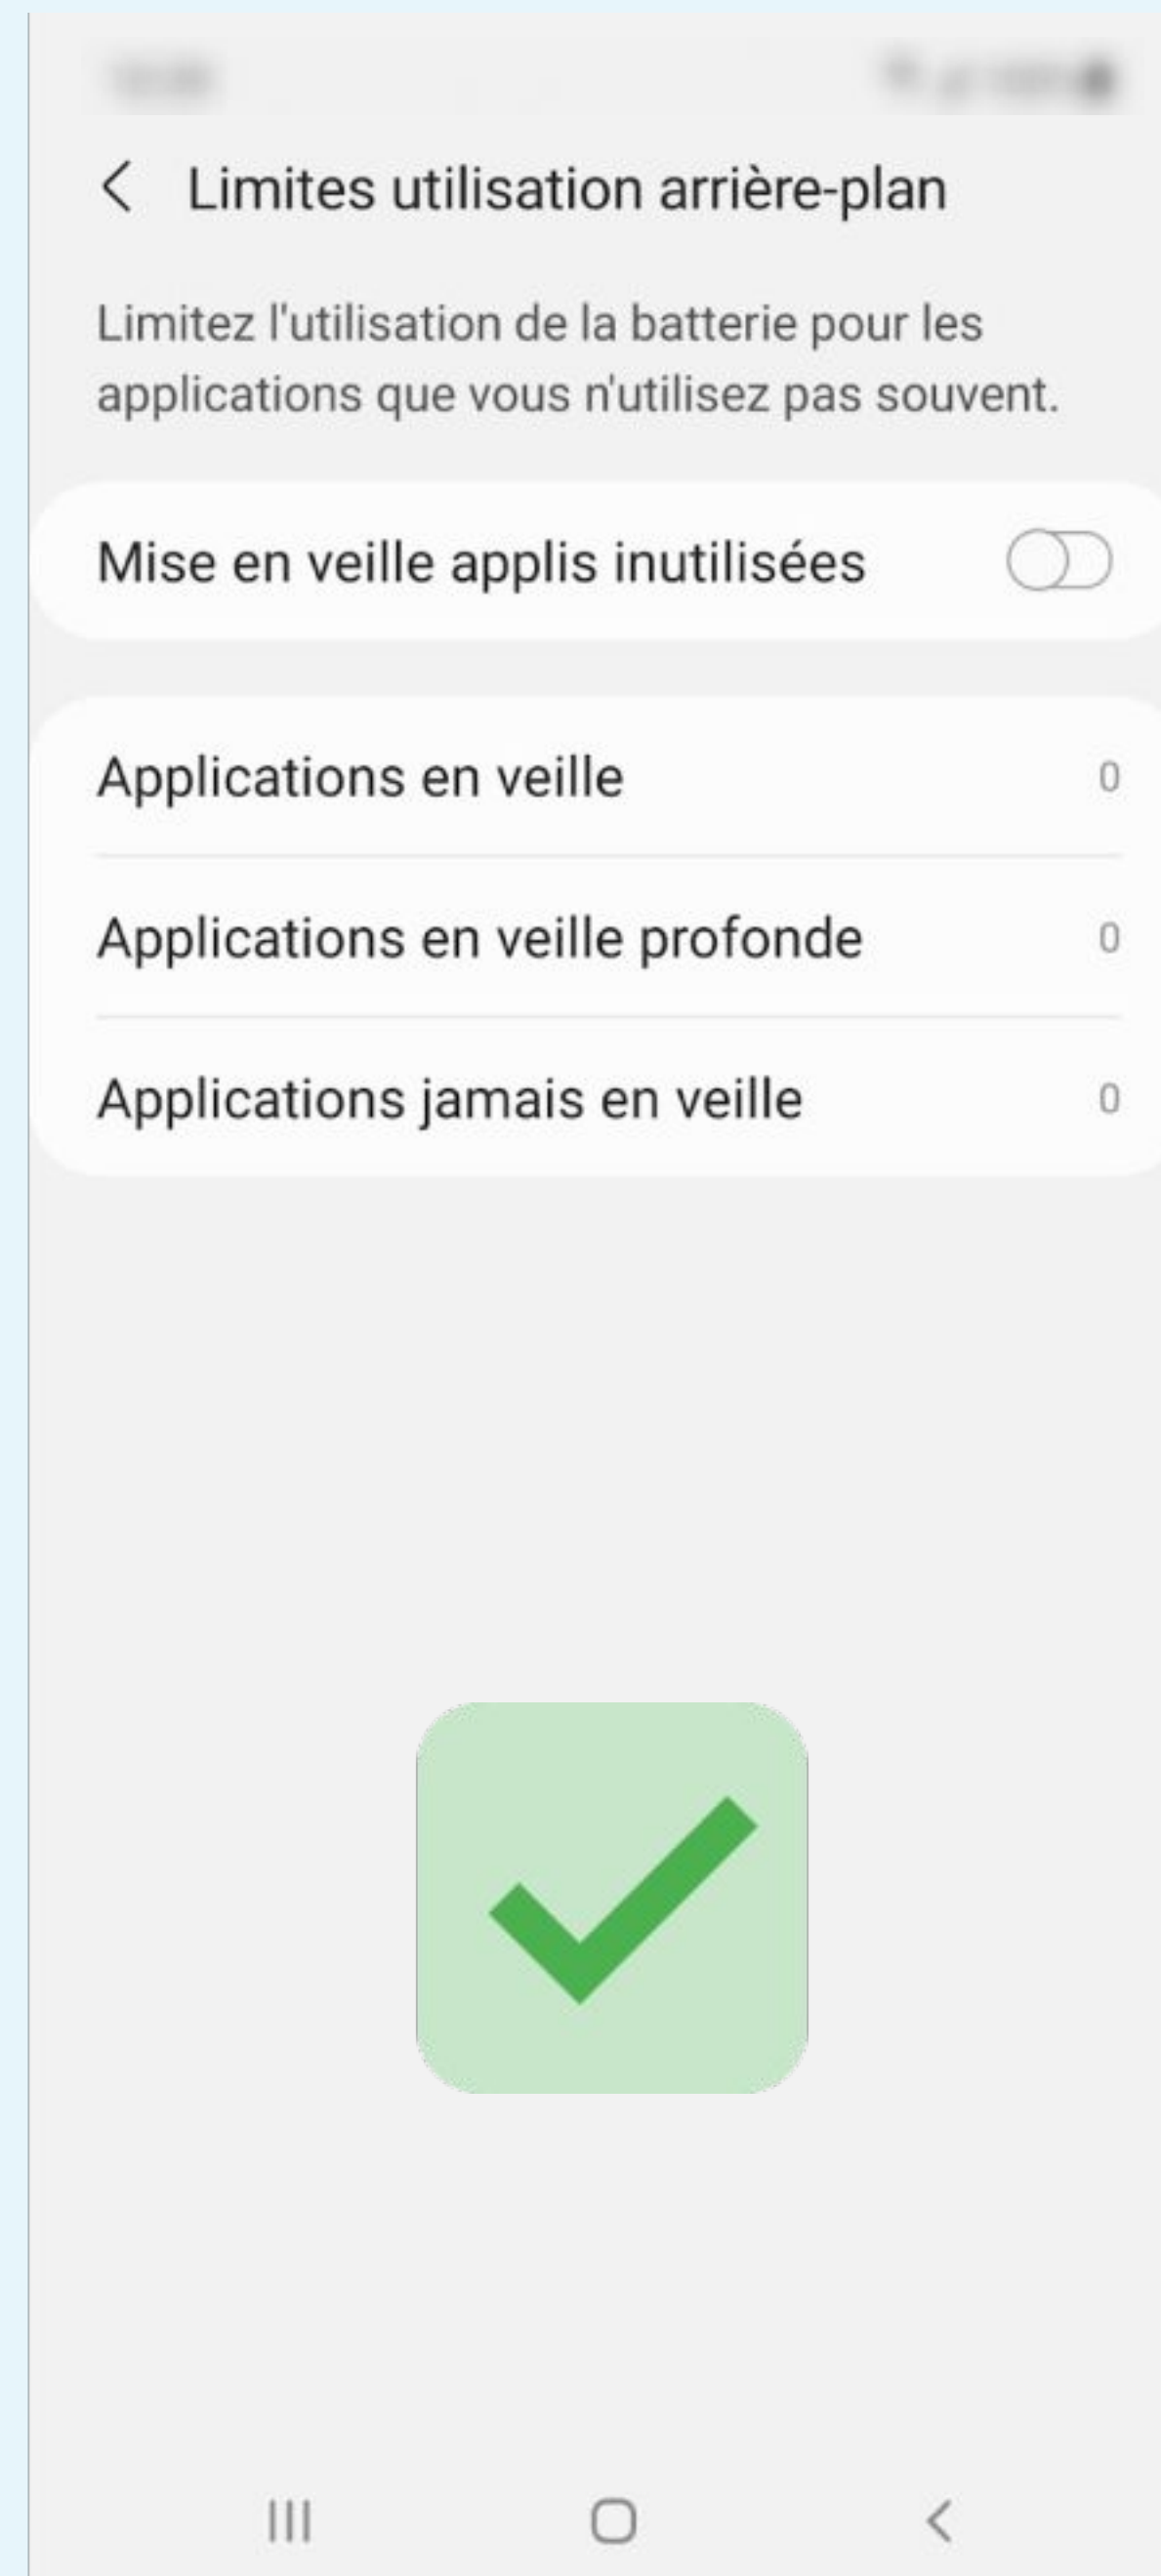 Limites utilisation arrière-plan
Limitez l'utilisation de la batterie pour les
applications que vous n'utilisez pas souvent.
Mise en veille applis inutilisées
Applications en veille 0
Applications en veille profonde 0
Applications jamais en veille 0